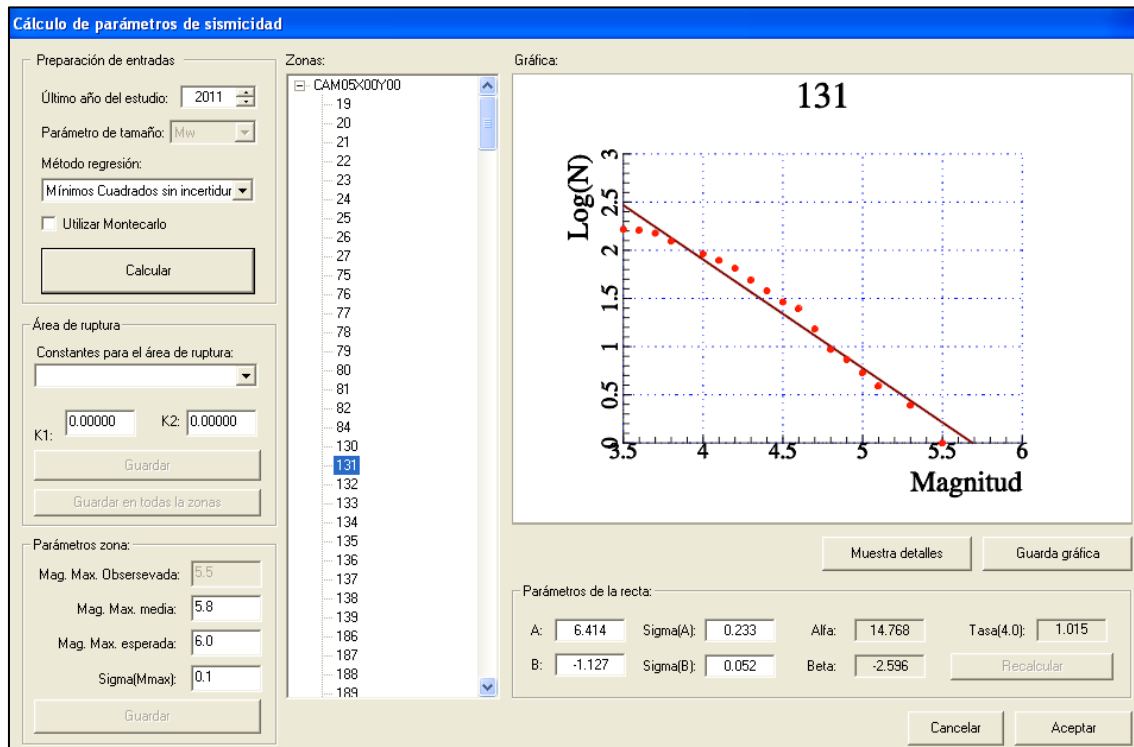 Cálculo de parámetros de sismicidad
Preparación de entradas
Último año del estudio: 2011
Parámetro de tamaño: Mw
Método regresión:
Mínimos Cuadrados sin incertidur
Utilizar Montecarlo
Calcular
Área de ruptura
Constantes para el área de ruptura:
K1: 0.00000 K2: 0.00000
Guardar
Guardar en todas la zonas
Parámetros zona:
Mag. Max. Obsersevada: 5.5
Mag. Max. media: 5.8
Mag. Max. esperada: 6.0
Sigma(Mmax): 0.1
Guardar
Zonas:
CAM05X00Y00
19
20
21
22
23
24
25
26
27
75
76
77
78
79
80
81
82
84
130
131
132
133
134
135
136
137
138
139
186
187
188
189
Gráfica:
131
Log(N)
3
2.5
2
1.5
1
0.5
0
3.5 4 4.5 5 5.5 6
Magnitud
Muestra detalles Guarda gráfica
Parámetros de la recta:
A: 6.414 Sigma(A): 0.233 Alfa: 14.768 Tasa(4.0): 1.015
B: -1.127 Sigma(B): 0.052 Beta: -2.596 Recalcular
Cancelar Aceptar